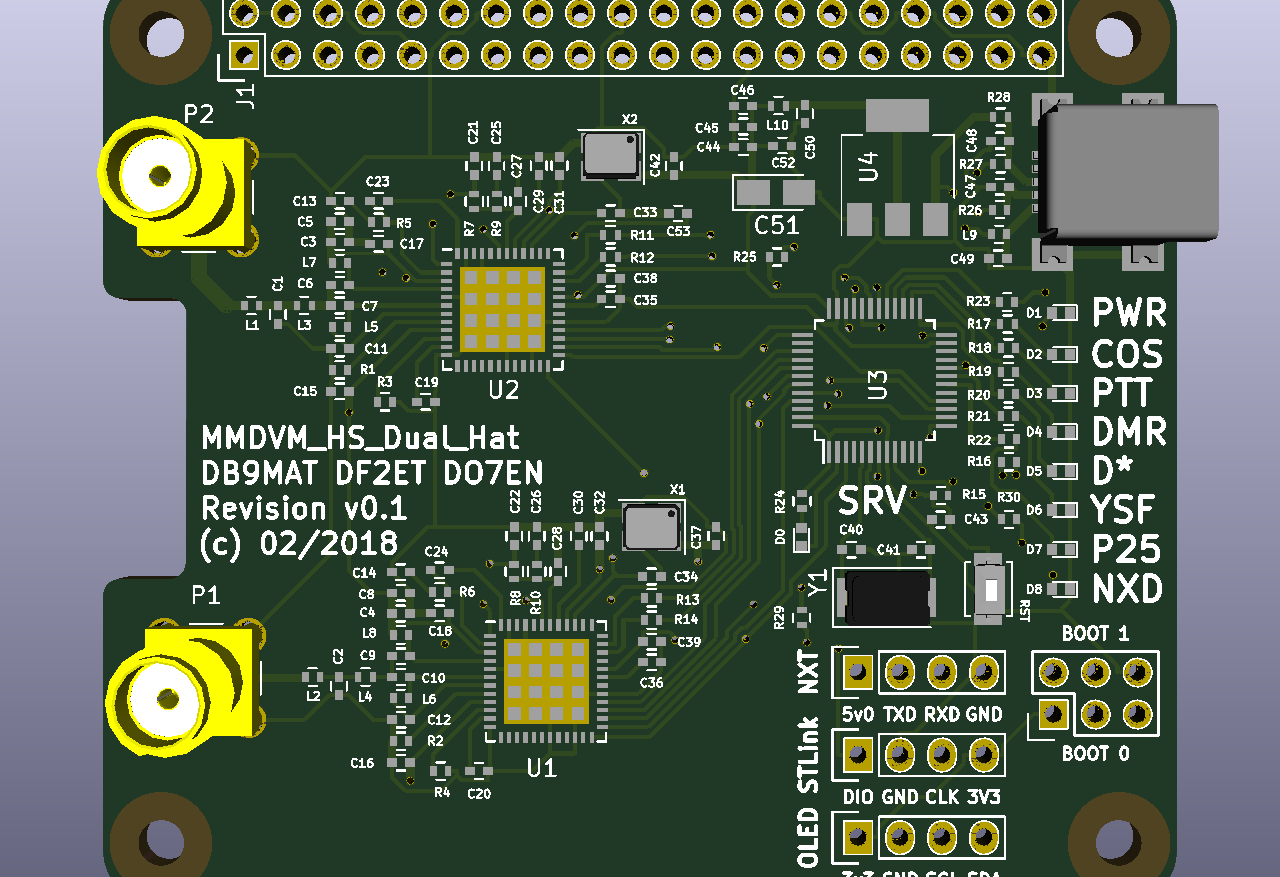 J1
P2
C46
C45
C44
L10
C52
C50
R28
C48
R27
C47
R26
L9
C49
U4
C51
X2
C21
C25
C27
C29
C31
C42
R7
R9
C33
C53
R11
R12
C38
C35
R25
C23
C13
C5
R5
C3
C17
L7
C6
C1
C7
L1
L3
L5
C11
R1
R3
C19
C15
U2
U3
R23
R17
R18
R19
R20
R21
R22
R16
D1 PWR
D2 COS
D3 PTT
D4 DMR
D5 D*
D6 YSF
D7 P25
D8 NXD
MMDVM_HS_Dual_Hat
DB9MAT DF2ET DO7EN
Revision v0.1
(c) 02/2018
X1
C22
C26
C30
C32
C28
C37
R24
D0
SRV
R15
R30
C43
C40
C41
Y1
RST
R29
P1
C24
C14
C8
R6
C4
C18
L8
C9
C2
C10
L2
L4
L6
C12
R2
C16
R4
C20
R8
R10
C34
R13
R14
C39
C36
U1
BOOT 1
BOOT 0
NXT
5v0 TXD RXD GND
STLink
DIO GND CLK 3V3
OLED
3v3 GND SCL SDA